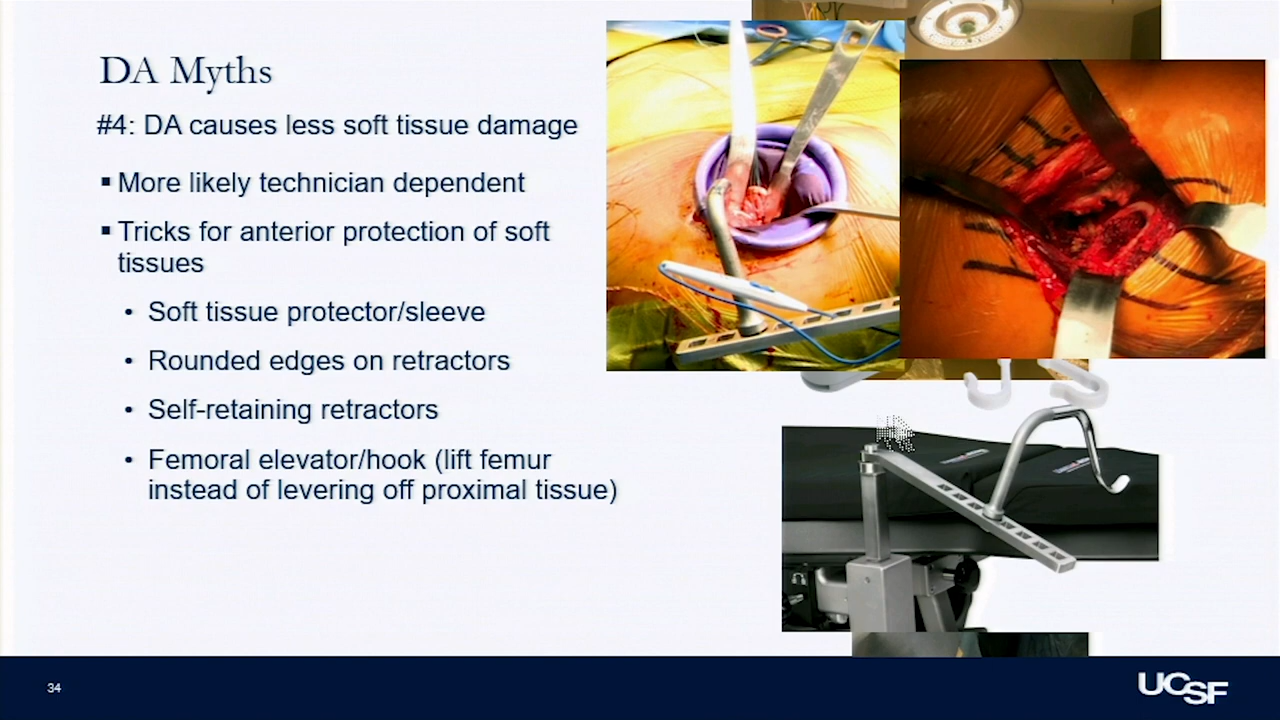 DA Myths
#4: DA causes less soft tissue damage
▪ More likely technician dependent
▪ Tricks for anterior protection of soft
tissues
• Soft tissue protector/sleeve
• Rounded edges on retractors
• Self-retaining retractors
• Femoral elevator/hook (lift femur
instead of levering off proximal tissue)
34
UCSF